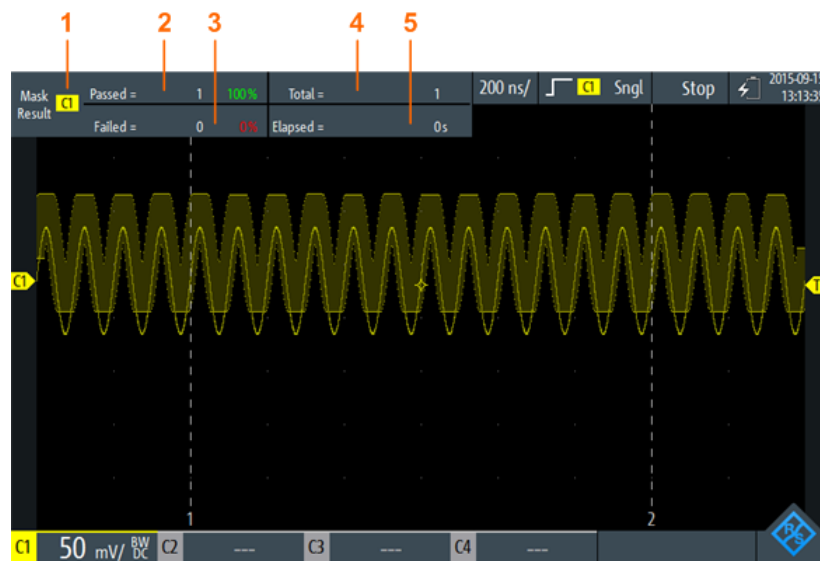 1 2 3 4 5
Mask Result C1 Passed = 1 100% Total = 1 200 ns/ C1 Sngl Stop 2015-09-15
Failed = 0 0% Elapsed = 0s 13:13:35
C1 T
1 2
C1 50 mV/ BW DC C2 --- C3 --- C4 ---
R&S